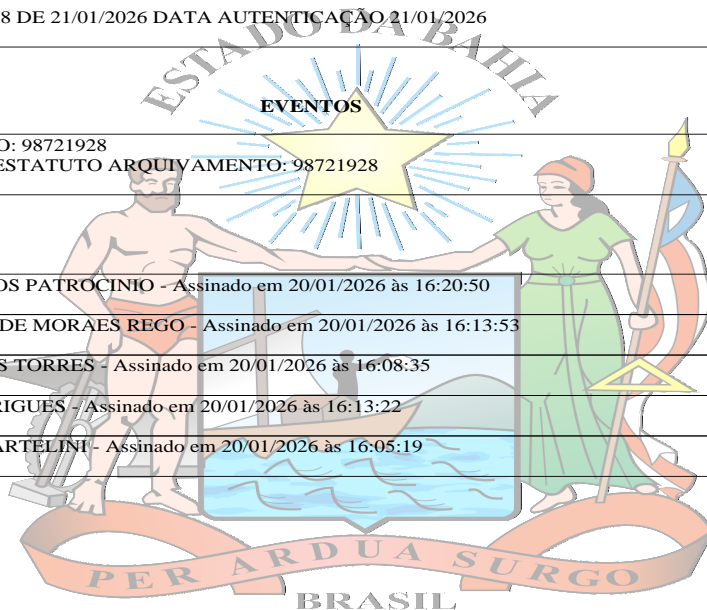 8 DE 21/01/2026 DATA AUTENTICAÇÃO 21/01/2026
ESTADO DA BAHIA
EVENTOS
O: 98721928
ESTATUTO ARQUIVAMENTO: 98721928
OS PATROCINIO - Assinado em 20/01/2026 às 16:20:50
DE MORAES REGO - Assinado em 20/01/2026 às 16:13:53
S TORRES - Assinado em 20/01/2026 às 16:08:35
RIGUES - Assinado em 20/01/2026 às 16:13:22
ARTELINI - Assinado em 20/01/2026 às 16:05:19
PER ARDUA SURGO
BRASIL